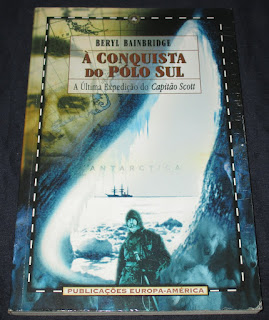 BERYL BAINBRIDGE
À CONQUISTA
DO PÓLO SUL
A Última Expedição do Capitão Scott
ANTARCTICA
PUBLICAÇÕES EUROPA-AMÉRICA